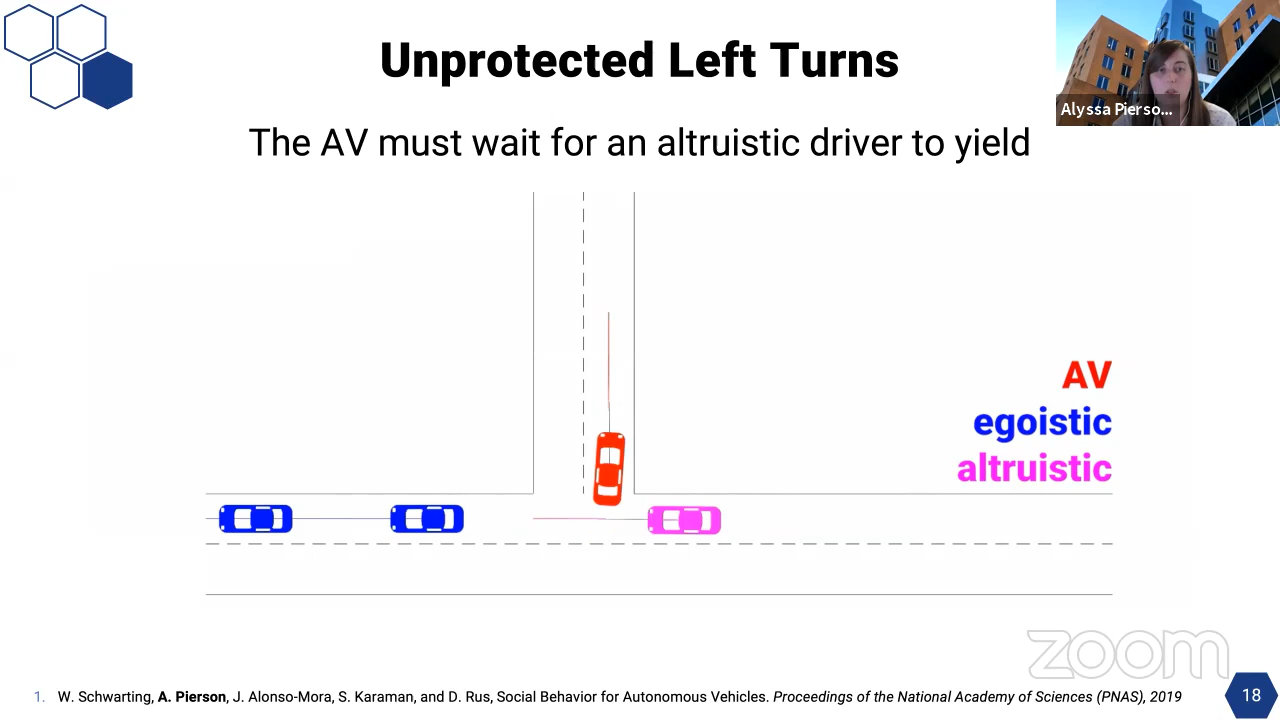 Unprotected Left Turns
Alyssa Pierso...
The AV must wait for an altruistic driver to yield
AV
egoistic
altruistic
zoom
1. W. Schwarting, A. Pierson, J. Alonso-Mora, S. Karaman, and D. Rus, Social Behavior for Autonomous Vehicles. Proceedings of the National Academy of Sciences (PNAS), 2019
18